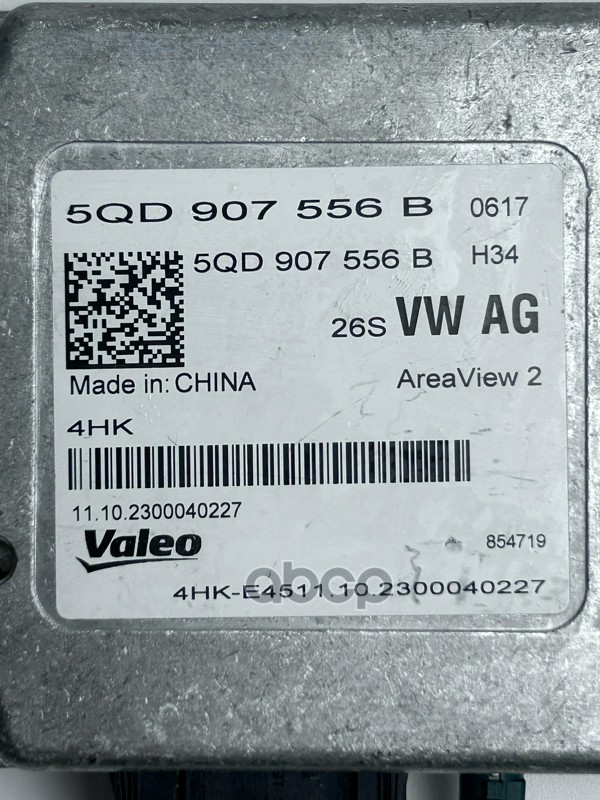 5QD 907 556 B 0617
5QD 907 556 B H34
26S VW AG
Made in: CHINA AreaView 2
4HK
11.10.2300040227
Valeo 854719
4HK-E4511.10.2300040227
abcp